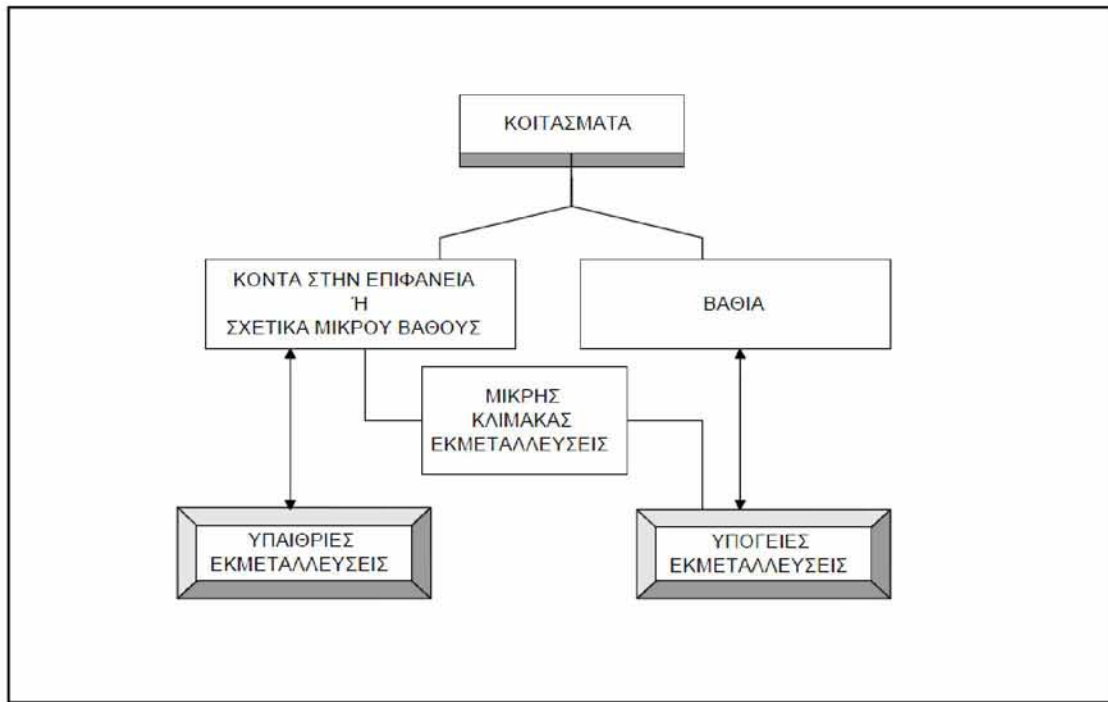 ΚΟΙΤΑΣΜΑΤΑ
ΚΟΝΤΑ ΣΤΗΝ ΕΠΙΦΑΝΕΙΑ
Ή
ΣΧΕΤΙΚΑ ΜΙΚΡΟΥ ΒΑΘΟΥΣ
ΒΑΘΙΑ
ΜΙΚΡΗΣ
ΚΛΙΜΑΚΑΣ
ΕΚΜΕΤΑΛΛΕΥΣΕΙΣ
ΥΠΑΙΘΡΙΕΣ
ΕΚΜΕΤΑΛΛΕΥΣΕΙΣ
ΥΠΟΓΕΙΕΣ
ΕΚΜΕΤΑΛΛΕΥΣΕΙΣ